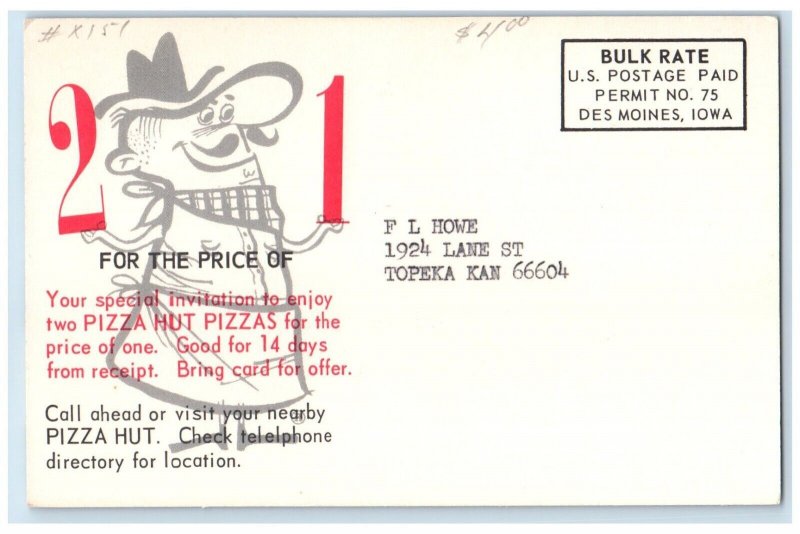 # X151
$4.00
BULK RATE
U.S. POSTAGE PAID
PERMIT NO. 75
DES MOINES, IOWA
2 1
FOR THE PRICE OF
F L HOWE
1924 LANE ST
TOPEKA KAN 66604
Your special invitation to enjoy
two PIZZA HUT PIZZAS for the
price of one. Good for 14 days
from receipt. Bring card for offer.
Call ahead or visit your nearby
PIZZA HUT. Check telelphone
directory for location.
®